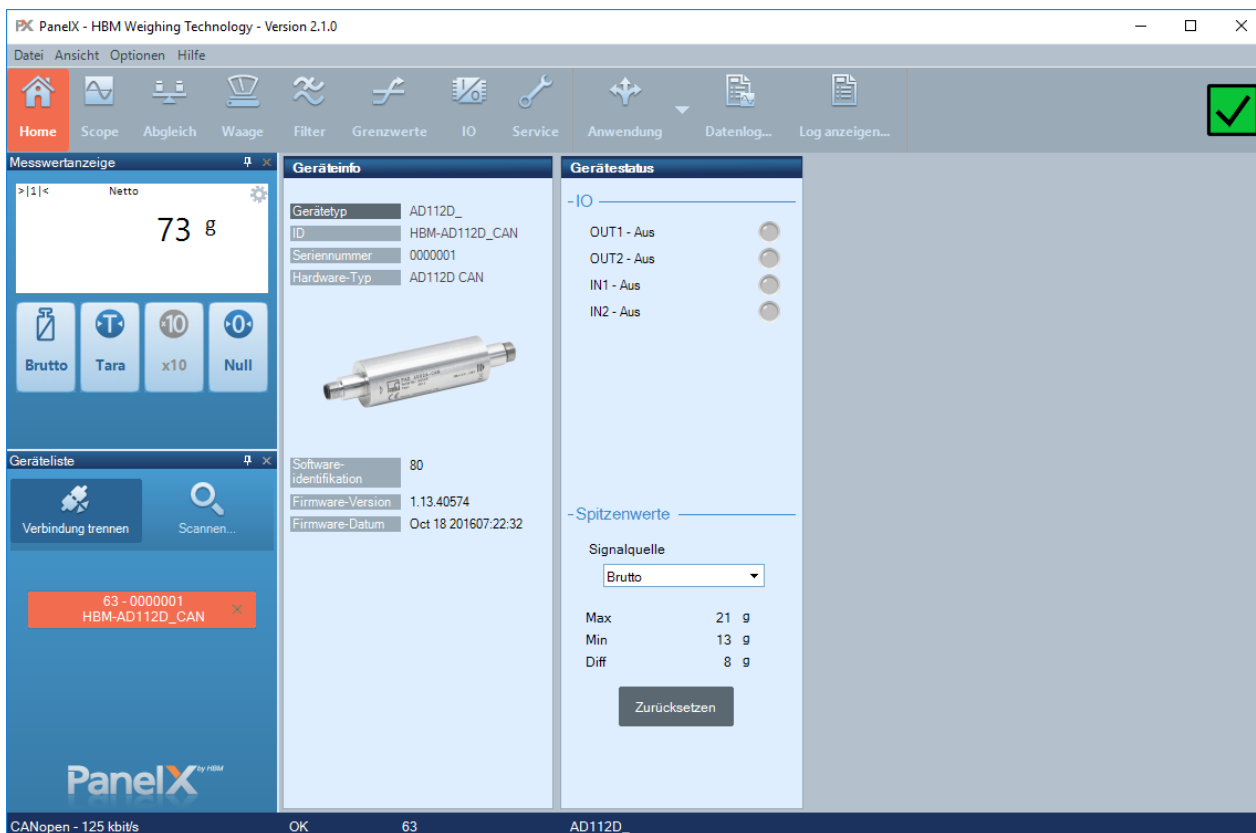 PX PanelX - HBM Weighing Technology - Version 2.1.0
Datei Ansicht Optionen Hilfe
Home Scope Abgleich Waage Filter Grenzwerte IO Service Anwendung Datenlog... Log anzeigen...
Messwertanzeige
>|1|< Netto
73 g
Brutto Tara x10 Null
Geräteliste
Verbindung trennen Scannen...
63 - 0000001
HBM-AD112D_CAN
PanelX by HBM
Geräteinfo
Gerätetyp AD112D_
ID HBM-AD112D_CAN
Seriennummer 0000001
Hardware-Typ AD112D CAN
Software-
identifikation 80
Firmware-Version 1.13.40574
Firmware-Datum Oct 18 201607:22:32
Gerätestatus
IO
OUT1 - Aus
OUT2 - Aus
IN1 - Aus
IN2 - Aus
Spitzenwerte
Signalquelle
Brutto
Max 21 g
Min 13 g
Diff 8 g
Zurücksetzen
CANopen - 125 kbit/s OK 63 AD112D_